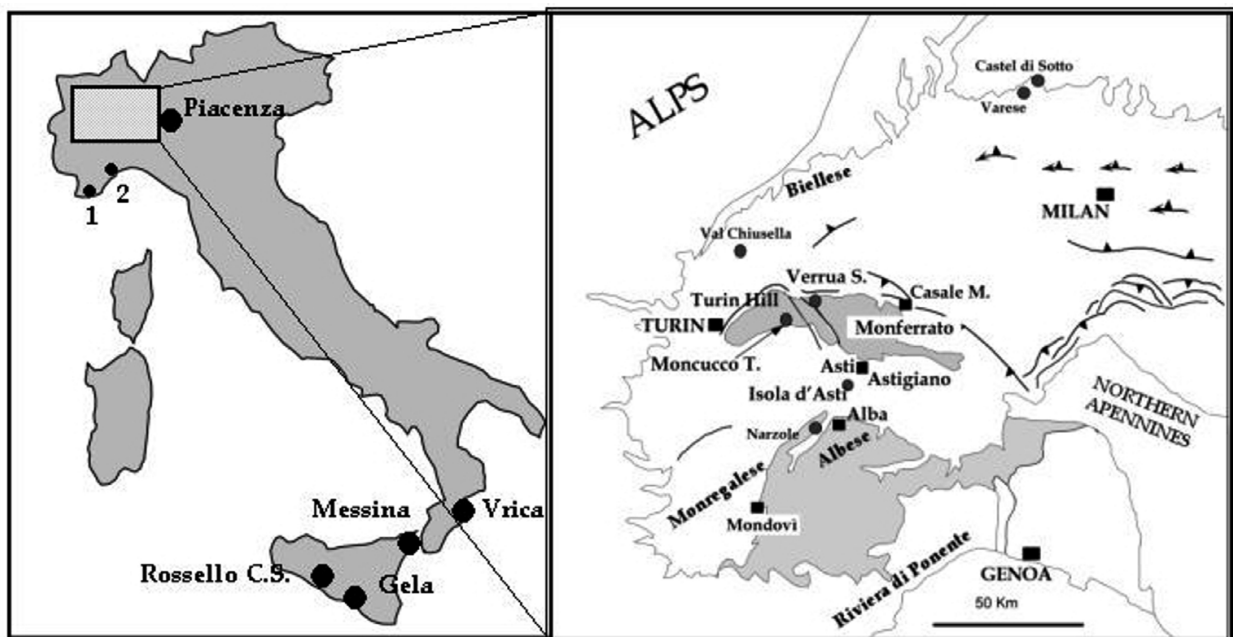 Piacenza
2
1
Messina
Vrica
Rossello C.S.
Gela
ALPS
Castel di Sotto
Varese
Biellese
MILAN
Val Chiusella
Verrua S.
Turin Hill
Casale M.
TURIN
Monferrato
Moncucco T.
Asti
Astigiano
Isola d'Asti
Alba
Narzole
Albese
NORTHERN
APENNINES
Monregalese
Mondovì
Riviera di Ponente
GENOA
50 Km